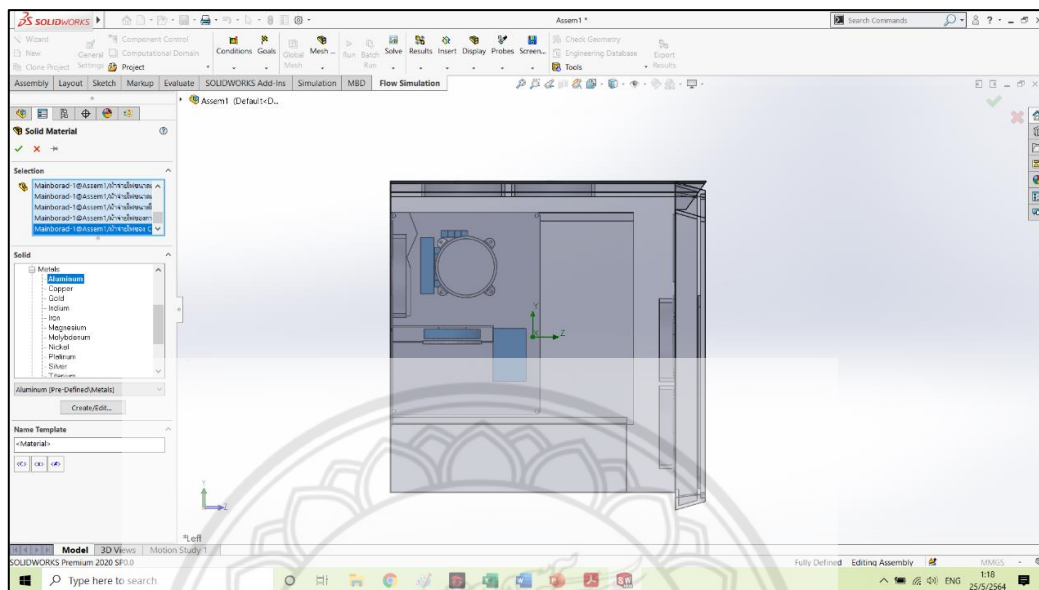 SOLIDWORKS
Assem1 *
Search Commands
Wizard
New
Clone Project
General Settings
Component Control
Computational Domain
Project
Conditions
Goals
Global Mesh
Mesh ...
Run
Batch Run
Solve
Results
Insert
Display
Probes
Screen...
Check Geometry
Engineering Database
Tools
Export Results
Assembly
Layout
Sketch
Markup
Evaluate
SOLIDWORKS Add-Ins
Simulation
MBD
Flow Simulation
Assem1 (Default<D...
Solid Material
Selection
Mainborad-1@Assem1/
Mainborad-1@Assem1/
Mainborad-1@Assem1/
Mainborad-1@Assem1/
Mainborad-1@Assem1/
Solid
Metals
Aluminum
Copper
Gold
Indium
Iron
Magnesium
Molybdenum
Nickel
Platinum
Silver
Titanium
Aluminum (Pre-Defined\Metals)
Create/Edit...
Name Template
<Material>
Y
Z
Y
Z
*Left
Model
3D Views
Motion Study 1
SOLIDWORKS Premium 2020 SP0.0
Fully Defined
Editing Assembly
MMGS
Type here to search
ENG
1:18
25/5/2564